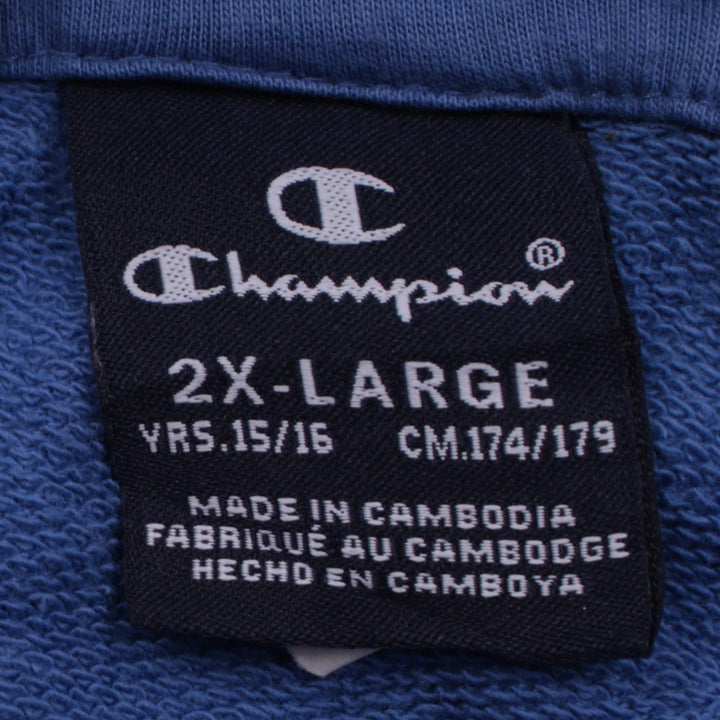 Champion®
2X-LARGE
YRS.15/16 CM.174/179
MADE IN CAMBODIA
FABRIQUÉ AU CAMBODGE
HECHO EN CAMBOYA